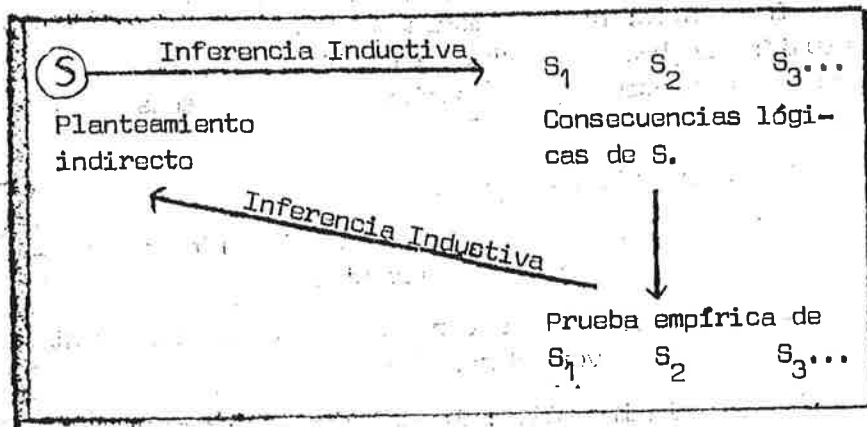 Inferencia Inductiva
S
S1 S2 S3...
Planteamiento
indirecto
Consecuencias lógi-
cas de S.
Inferencia Inductiva
Prueba empírica de
S1 S2 S3...